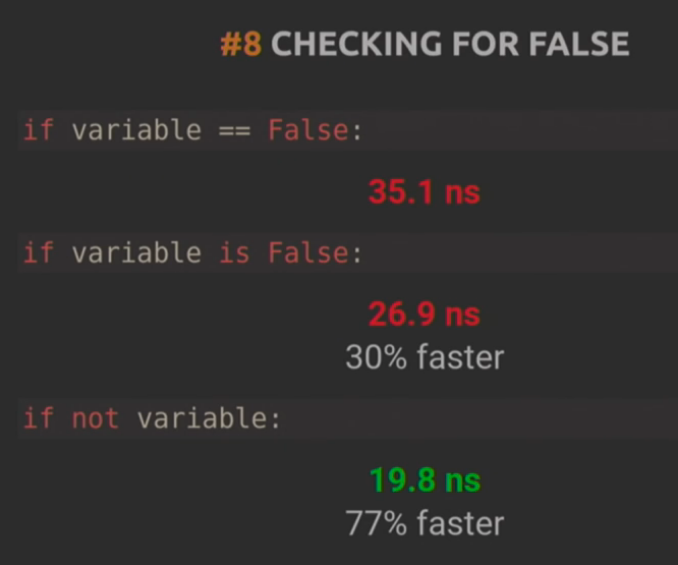 #8 CHECKING FOR FALSE
if variable == False:
35.1 ns
if variable is False:
26.9 ns
30% faster
if not variable:
19.8 ns
77% faster